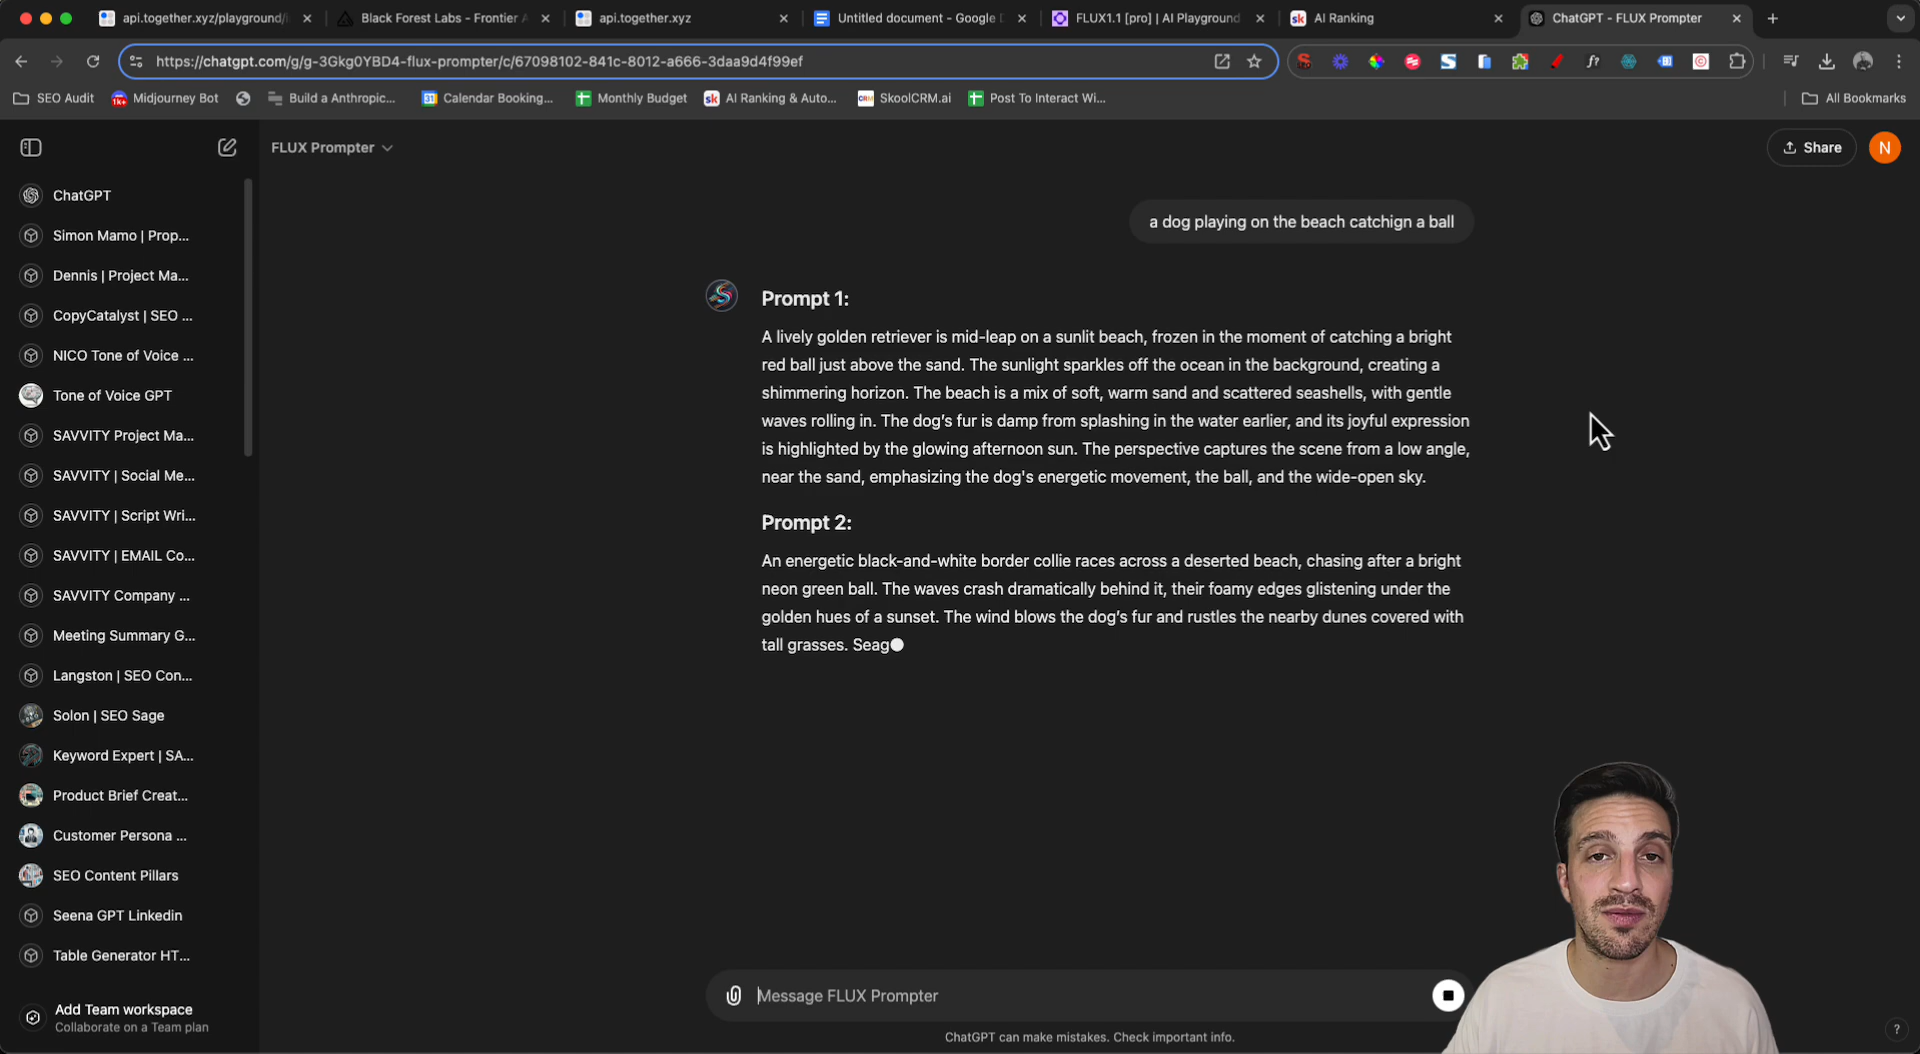 api.together.xyz/playground/i
Black Forest Labs - Frontier A
api.together.xyz
Untitled document - Google D
FLUX1.1 [pro] | AI Playground
AI Ranking
ChatGPT - FLUX Prompter
https://chatgpt.com/g/g-3Gkg0YBD4-flux-prompter/c/67098102-841c-8012-a666-3daa9d4f99ef
SEO Audit
Midjourney Bot
Build a Anthropic...
Calendar Booking...
Monthly Budget
AI Ranking & Auto...
SkoolCRM.ai
Post To Interact Wi...
All Bookmarks
FLUX Prompter
Share
N
ChatGPT
Simon Mamo | Prop...
Dennis | Project Ma...
CopyCatalyst | SEO ...
NICO Tone of Voice ...
Tone of Voice GPT
SAVVITY Project Ma...
SAVVITY | Social Me...
SAVVITY | Script Wri...
SAVVITY | EMAIL Co...
SAVVITY Company ...
Meeting Summary G...
Langston | SEO Con...
Solon | SEO Sage
Keyword Expert | SA...
Product Brief Creat...
Customer Persona ...
SEO Content Pillars
Seena GPT Linkedin
Table Generator HT...
Add Team workspace
Collaborate on a Team plan
a dog playing on the beach catchign a ball
Prompt 1:
A lively golden retriever is mid-leap on a sunlit beach, frozen in the moment of catching a bright
red ball just above the sand. The sunlight sparkles off the ocean in the background, creating a
shimmering horizon. The beach is a mix of soft, warm sand and scattered seashells, with gentle
waves rolling in. The dog's fur is damp from splashing in the water earlier, and its joyful expression
is highlighted by the glowing afternoon sun. The perspective captures the scene from a low angle,
near the sand, emphasizing the dog's energetic movement, the ball, and the wide-open sky.
Prompt 2:
An energetic black-and-white border collie races across a deserted beach, chasing after a bright
neon green ball. The waves crash dramatically behind it, their foamy edges glistening under the
golden hues of a sunset. The wind blows the dog's fur and rustles the nearby dunes covered with
tall grasses. Seag
Message FLUX Prompter
ChatGPT can make mistakes. Check important info.
?